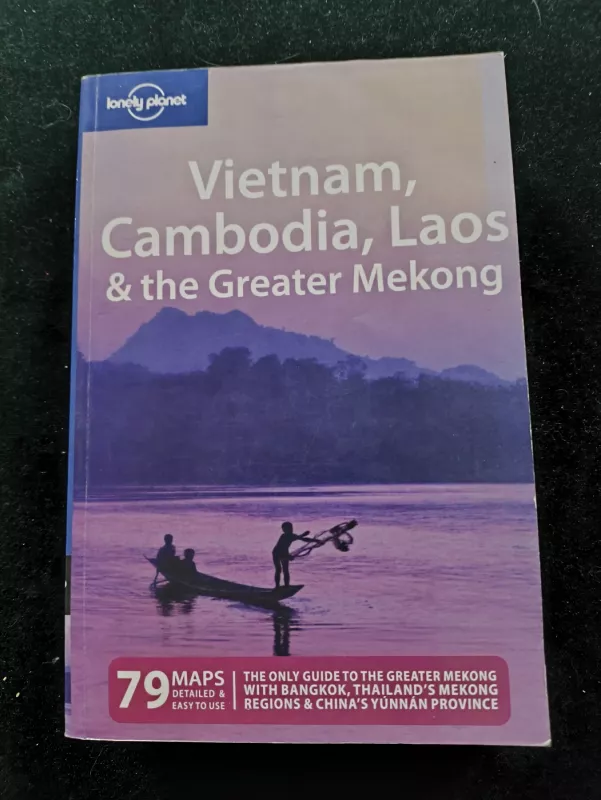 lonely planet
Vietnam,
Cambodia, Laos
& the Greater Mekong
79 MAPS
DETAILED &
EASY TO USE
THE ONLY GUIDE TO THE GREATER MEKONG
WITH BANGKOK, THAILAND'S MEKONG
REGIONS & CHINA'S YÚNNÁN PROVINCE